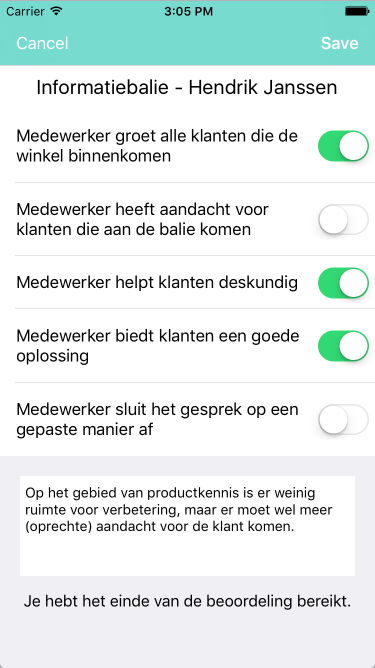 Carrier 3:05 PM
Cancel Save
Informatiebalie - Hendrik Janssen
Medewerker groet alle klanten die de
winkel binnenkomen
Medewerker heeft aandacht voor
klanten die aan de balie komen
Medewerker helpt klanten deskundig
Medewerker biedt klanten een goede
oplossing
Medewerker sluit het gesprek op een
gepaste manier af
Op het gebied van productkennis is er weinig
ruimte voor verbetering, maar er moet wel meer
(oprechte) aandacht voor de klant komen.
Je hebt het einde van de beoordeling bereikt.